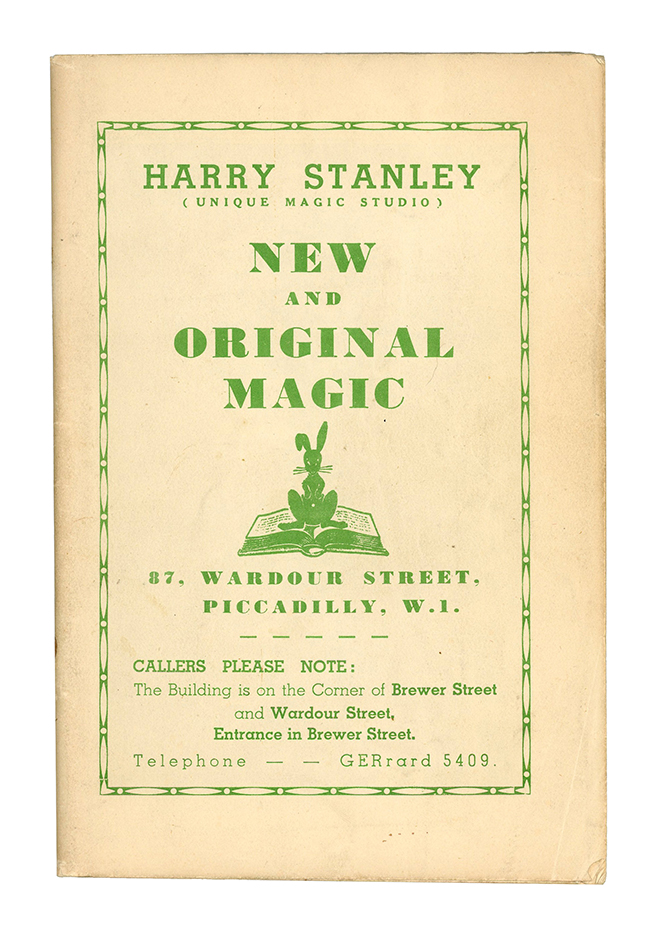 HARRY STANLEY
( UNIQUE MAGIC STUDIO )
NEW
AND
ORIGINAL
MAGIC
87, WARDOUR STREET,
PICCADILLY, W.1.
— — — — —
CALLERS PLEASE NOTE :
The Building is on the Corner of Brewer Street
and Wardour Street,
Entrance in Brewer Street.
Telephone — — GERrard 5409.